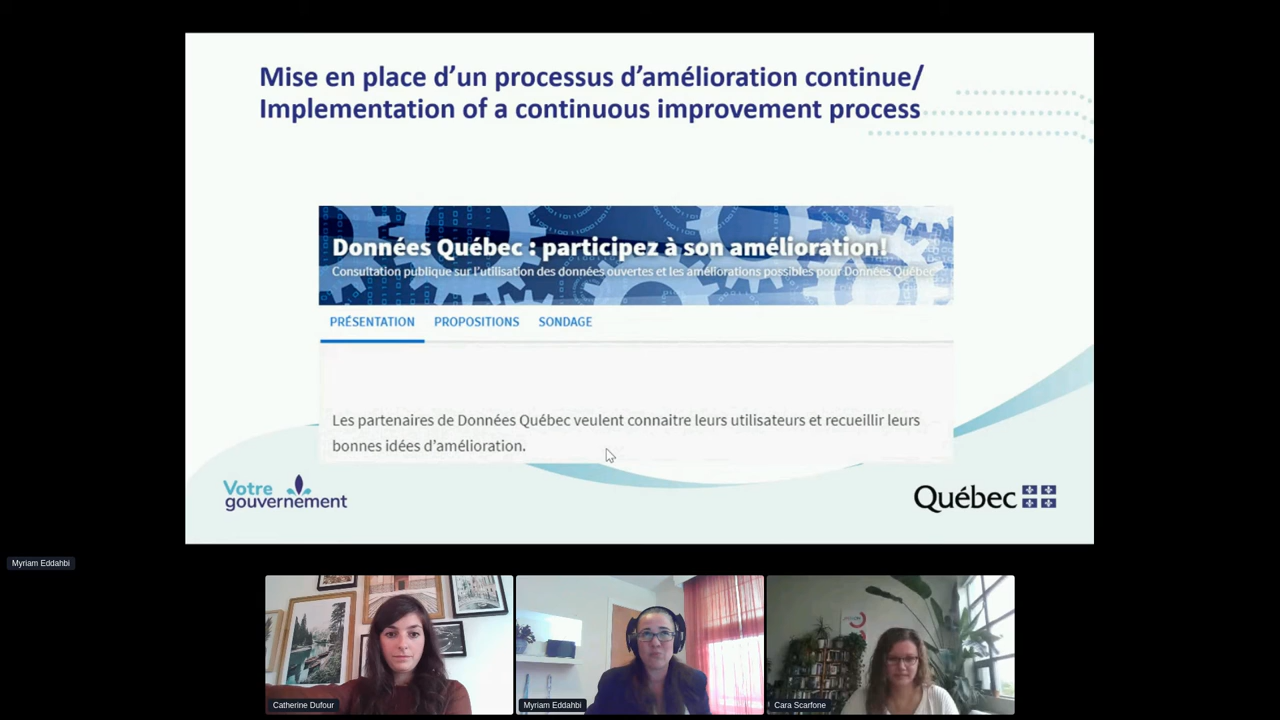 Mise en place d’un processus d’amélioration continue/
Implementation of a continuous improvement process
Données Québec : participez à son amélioration!
Consultation publique sur l’utilisation des données ouvertes et les améliorations possibles pour Données Québec.
PRÉSENTATION PROPOSITIONS SONDAGE
Les partenaires de Données Québec veulent connaitre leurs utilisateurs et recueillir leurs
bonnes idées d’amélioration.
Votre
gouvernement
Québec
Myriam Eddahbi
Catherine Dufour
Myriam Eddahbi
Cara Scarfone